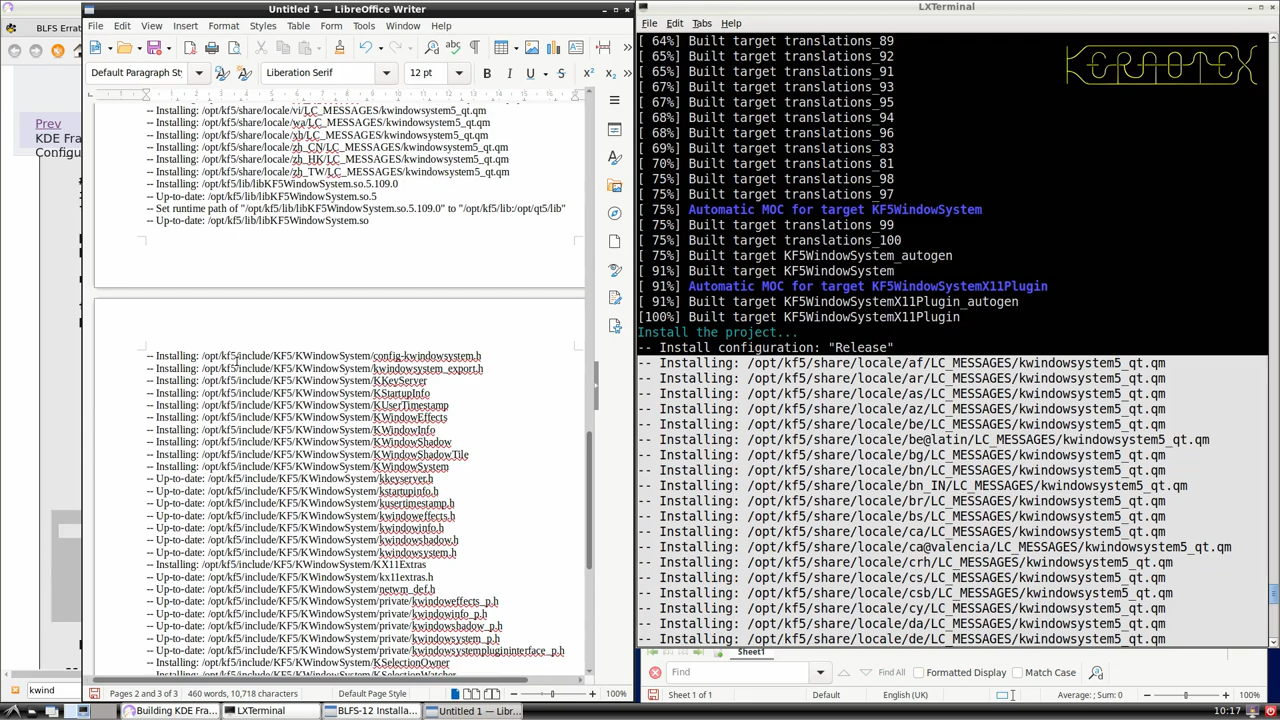 BLFS Errat
Prev
KDE Fra
Configu
kwind
Untitled 1 — LibreOffice Writer
File Edit View Insert Format Styles Table Form Tools Window Help
Default Paragraph St
Liberation Serif
12 pt
-- Installing: /opt/kf5/share/locale/vi/LC_MESSAGES/kwindowsystem5_qt.qm
-- Installing: /opt/kf5/share/locale/wa/LC_MESSAGES/kwindowsystem5_qt.qm
-- Installing: /opt/kf5/share/locale/xh/LC_MESSAGES/kwindowsystem5_qt.qm
-- Installing: /opt/kf5/share/locale/zh_CN/LC_MESSAGES/kwindowsystem5_qt.qm
-- Installing: /opt/kf5/share/locale/zh_HK/LC_MESSAGES/kwindowsystem5_qt.qm
-- Installing: /opt/kf5/share/locale/zh_TW/LC_MESSAGES/kwindowsystem5_qt.qm
-- Installing: /opt/kf5/lib/libKF5WindowSystem.so.5.109.0
-- Up-to-date: /opt/kf5/lib/libKF5WindowSystem.so.5
-- Set runtime path of "/opt/kf5/lib/libKF5WindowSystem.so.5.109.0" to "/opt/kf5/lib:/opt/qt5/lib"
-- Up-to-date: /opt/kf5/lib/libKF5WindowSystem.so
-- Installing: /opt/kf5/include/KF5/KWindowSystem/config-kwindowsystem.h
-- Installing: /opt/kf5/include/KF5/KWindowSystem/kwindowsystem_export.h
-- Installing: /opt/kf5/include/KF5/KWindowSystem/KKeyServer
-- Installing: /opt/kf5/include/KF5/KWindowSystem/KStartupInfo
-- Installing: /opt/kf5/include/KF5/KWindowSystem/KUserTimestamp
-- Installing: /opt/kf5/include/KF5/KWindowSystem/KWindowEffects
-- Installing: /opt/kf5/include/KF5/KWindowSystem/KWindowInfo
-- Installing: /opt/kf5/include/KF5/KWindowSystem/KWindowShadow
-- Installing: /opt/kf5/include/KF5/KWindowSystem/KWindowShadowTile
-- Installing: /opt/kf5/include/KF5/KWindowSystem/KWindowSystem
-- Up-to-date: /opt/kf5/include/KF5/KWindowSystem/kkeyserver.h
-- Up-to-date: /opt/kf5/include/KF5/KWindowSystem/kstartupinfo.h
-- Up-to-date: /opt/kf5/include/KF5/KWindowSystem/kusertimestamp.h
-- Up-to-date: /opt/kf5/include/KF5/KWindowSystem/kwindoweffects.h
-- Up-to-date: /opt/kf5/include/KF5/KWindowSystem/kwindowinfo.h
-- Up-to-date: /opt/kf5/include/KF5/KWindowSystem/kwindowshadow.h
-- Up-to-date: /opt/kf5/include/KF5/KWindowSystem/kwindowsystem.h
-- Installing: /opt/kf5/include/KF5/KWindowSystem/KX11Extras
-- Up-to-date: /opt/kf5/include/KF5/KWindowSystem/kx11extras.h
-- Up-to-date: /opt/kf5/include/KF5/KWindowSystem/netwm_def.h
-- Up-to-date: /opt/kf5/include/KF5/KWindowSystem/private/kwindoweffects_p.h
-- Up-to-date: /opt/kf5/include/KF5/KWindowSystem/private/kwindowinfo_p.h
-- Up-to-date: /opt/kf5/include/KF5/KWindowSystem/private/kwindowshadow_p.h
-- Up-to-date: /opt/kf5/include/KF5/KWindowSystem/private/kwindowsystem_p.h
-- Up-to-date: /opt/kf5/include/KF5/KWindowSystem/private/kwindowsystemplugininterface_p.h
-- Installing: /opt/kf5/include/KF5/KWindowSystem/KSelectionOwner
-- Installing: /opt/kf5/include/KF5/KWindowSystem/KSelectionWatcher
Pages 2 and 3 of 3 460 words, 10,718 characters Default Page Style 100%
LXTerminal
File Edit Tabs Help
[ 64%] Built target translations_89
[ 65%] Built target translations_92
[ 65%] Built target translations_91
[ 67%] Built target translations_93
[ 67%] Built target translations_95
[ 68%] Built target translations_94
[ 68%] Built target translations_96
[ 69%] Built target translations_83
[ 70%] Built target translations_81
[ 75%] Built target translations_98
[ 75%] Built target translations_97
[ 75%] Automatic MOC for target KF5WindowSystem
[ 75%] Built target translations_99
[ 75%] Built target translations_100
[ 75%] Built target KF5WindowSystem_autogen
[ 91%] Built target KF5WindowSystem
[ 91%] Automatic MOC for target KF5WindowSystemX11Plugin
[ 91%] Built target KF5WindowSystemX11Plugin_autogen
[100%] Built target KF5WindowSystemX11Plugin
Install the project...
-- Install configuration: "Release"
-- Installing: /opt/kf5/share/locale/af/LC_MESSAGES/kwindowsystem5_qt.qm
-- Installing: /opt/kf5/share/locale/ar/LC_MESSAGES/kwindowsystem5_qt.qm
-- Installing: /opt/kf5/share/locale/as/LC_MESSAGES/kwindowsystem5_qt.qm
-- Installing: /opt/kf5/share/locale/az/LC_MESSAGES/kwindowsystem5_qt.qm
-- Installing: /opt/kf5/share/locale/be/LC_MESSAGES/kwindowsystem5_qt.qm
-- Installing: /opt/kf5/share/locale/be@latin/LC_MESSAGES/kwindowsystem5_qt.qm
-- Installing: /opt/kf5/share/locale/bg/LC_MESSAGES/kwindowsystem5_qt.qm
-- Installing: /opt/kf5/share/locale/bn/LC_MESSAGES/kwindowsystem5_qt.qm
-- Installing: /opt/kf5/share/locale/bn_IN/LC_MESSAGES/kwindowsystem5_qt.qm
-- Installing: /opt/kf5/share/locale/br/LC_MESSAGES/kwindowsystem5_qt.qm
-- Installing: /opt/kf5/share/locale/bs/LC_MESSAGES/kwindowsystem5_qt.qm
-- Installing: /opt/kf5/share/locale/ca/LC_MESSAGES/kwindowsystem5_qt.qm
-- Installing: /opt/kf5/share/locale/ca@valencia/LC_MESSAGES/kwindowsystem5_qt.qm
-- Installing: /opt/kf5/share/locale/crh/LC_MESSAGES/kwindowsystem5_qt.qm
-- Installing: /opt/kf5/share/locale/cs/LC_MESSAGES/kwindowsystem5_qt.qm
-- Installing: /opt/kf5/share/locale/csb/LC_MESSAGES/kwindowsystem5_qt.qm
-- Installing: /opt/kf5/share/locale/cy/LC_MESSAGES/kwindowsystem5_qt.qm
-- Installing: /opt/kf5/share/locale/da/LC_MESSAGES/kwindowsystem5_qt.qm
-- Installing: /opt/kf5/share/locale/de/LC_MESSAGES/kwindowsystem5_qt.qm
Sheet1
Find Find All Formatted Display Match Case
Sheet 1 of 1 Default English (UK) Average: ; Sum: 0 100%
Building KDE Fra... LXTerminal BLFS-12 Installa... Untitled 1 — Libr... 10:17